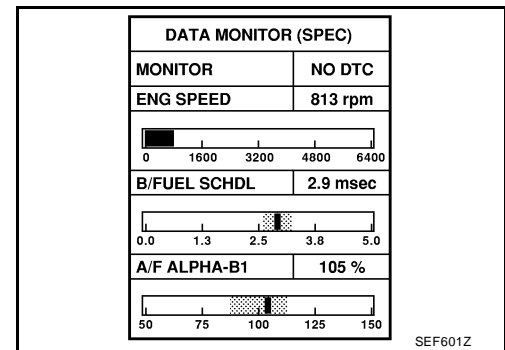 DATA MONITOR (SPEC)
MONITOR NO DTC
ENG SPEED 813 rpm
0 1600 3200 4800 6400
B/FUEL SCHDL 2.9 msec
0.0 1.3 2.5 3.8 5.0
A/F ALPHA-B1 105 %
50 75 100 125 150
SEF601Z